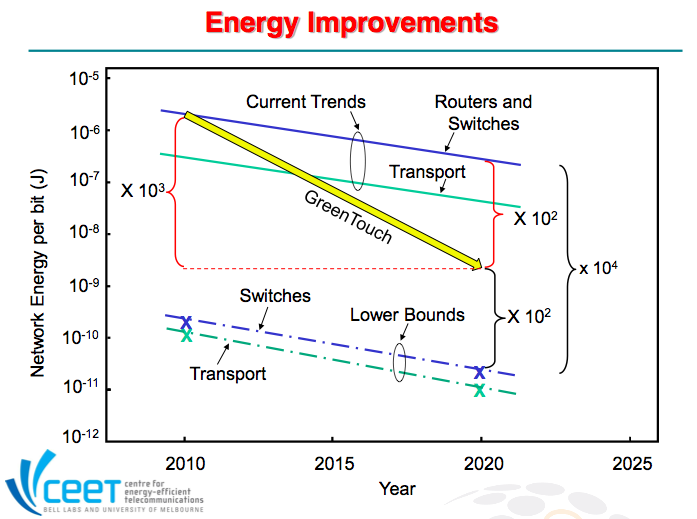 Energy Improvements
10⁻⁵
10⁻⁶
10⁻⁷
10⁻⁸
10⁻⁹
10⁻¹⁰
10⁻¹¹
10⁻¹²
Network Energy per bit (J)
Current Trends
Routers and
Switches
Transport
X 10³
GreenTouch
X 10²
x 10⁴
Switches
Lower Bounds
X 10²
Transport
X
X
X
X
2010
2015
2020
2025
Year
CEET
centre for
energy-efficient
telecommunications
BELL LABS AND UNIVERSITY OF MELBOURNE